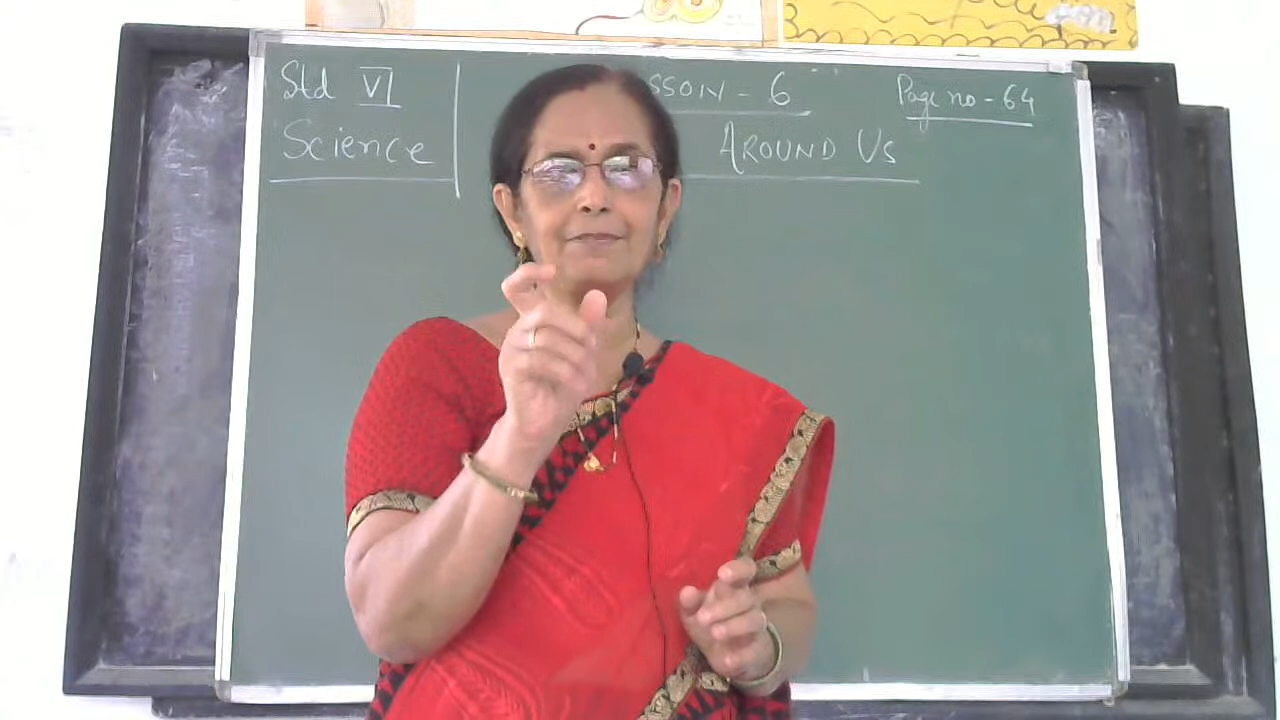 Std VI
Science
SSON - 6
AROUND US
Page no - 64